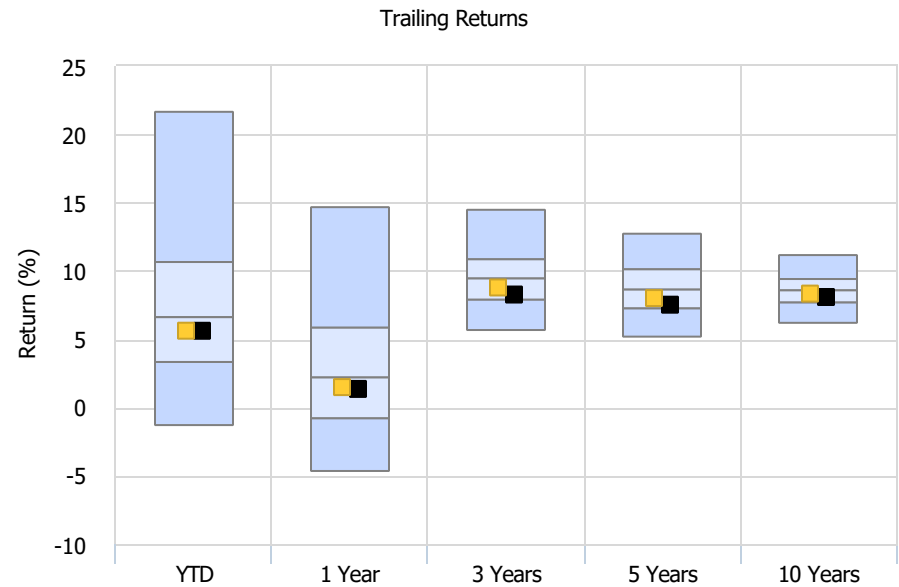 Trailing Returns
Return (%)
25
20
15
10
5
0
-5
-10
YTD
1 Year
3 Years
5 Years
10 Years